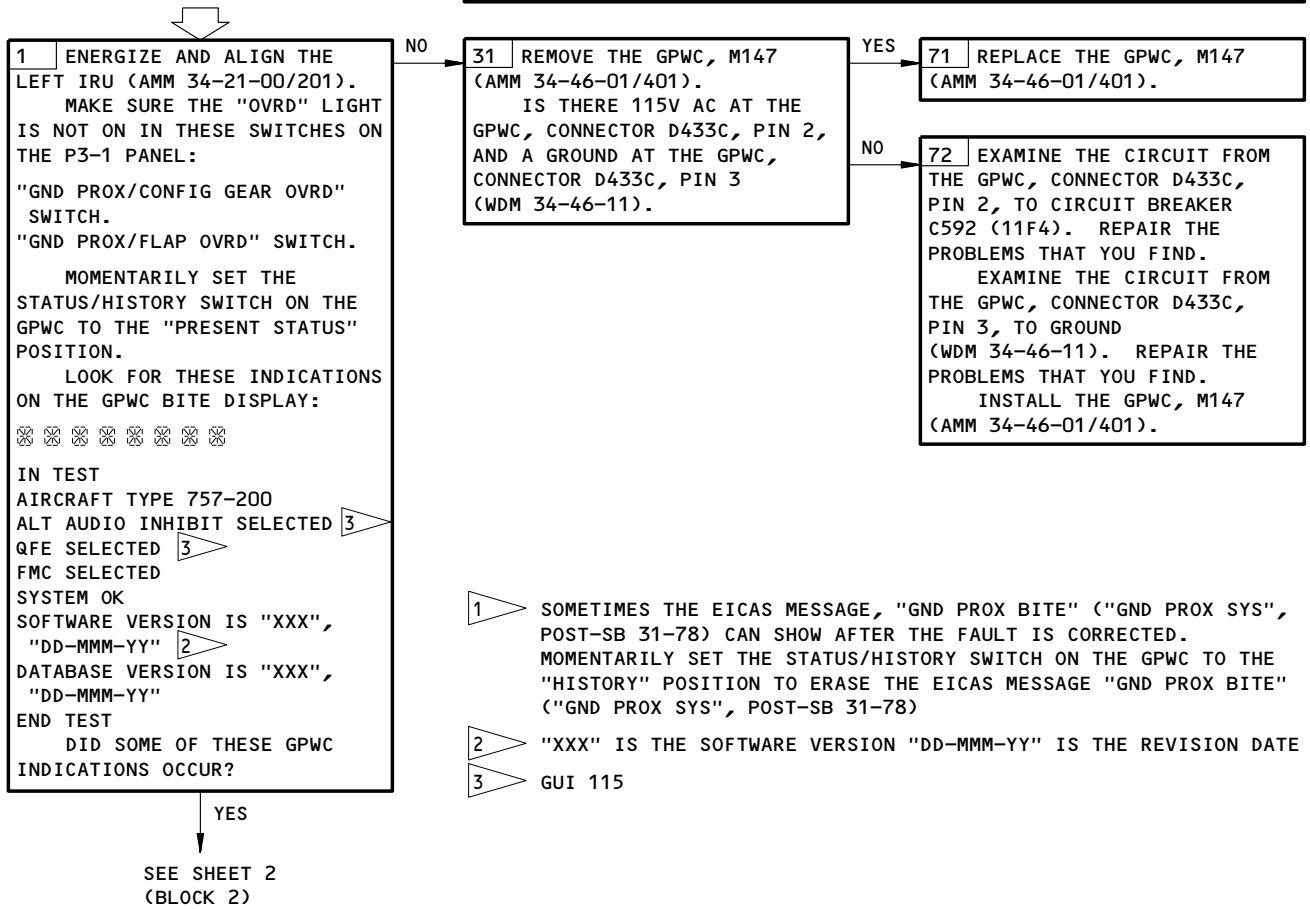 1 ENERGIZE AND ALIGN THE
LEFT IRU (AMM 34-21-00/201).
MAKE SURE THE "OVRD" LIGHT
IS NOT ON IN THESE SWITCHES ON
THE P3-1 PANEL:
"GND PROX/CONFIG GEAR OVRD"
SWITCH.
"GND PROX/FLAP OVRD" SWITCH.
MOMENTARILY SET THE
STATUS/HISTORY SWITCH ON THE
GPWC TO THE "PRESENT STATUS"
POSITION.
LOOK FOR THESE INDICATIONS
ON THE GPWC BITE DISPLAY:
IN TEST
AIRCRAFT TYPE 757-200
ALT AUDIO INHIBIT SELECTED 3
QFE SELECTED 3
FMC SELECTED
SYSTEM OK
SOFTWARE VERSION IS "XXX",
"DD-MMM-YY" 2
DATABASE VERSION IS "XXX",
"DD-MMM-YY"
END TEST
DID SOME OF THESE GPWC
INDICATIONS OCCUR?
YES
SEE SHEET 2
(BLOCK 2)
NO
31 REMOVE THE GPWC, M147
(AMM 34-46-01/401).
IS THERE 115V AC AT THE
GPWC, CONNECTOR D433C, PIN 2,
AND A GROUND AT THE GPWC,
CONNECTOR D433C, PIN 3
(WDM 34-46-11).
YES
71 REPLACE THE GPWC, M147
(AMM 34-46-01/401).
NO
72 EXAMINE THE CIRCUIT FROM
THE GPWC, CONNECTOR D433C,
PIN 2, TO CIRCUIT BREAKER
C592 (11F4). REPAIR THE
PROBLEMS THAT YOU FIND.
EXAMINE THE CIRCUIT FROM
THE GPWC, CONNECTOR D433C,
PIN 3, TO GROUND
(WDM 34-46-11). REPAIR THE
PROBLEMS THAT YOU FIND.
INSTALL THE GPWC, M147
(AMM 34-46-01/401).
1 SOMETIMES THE EICAS MESSAGE, "GND PROX BITE" ("GND PROX SYS",
POST-SB 31-78) CAN SHOW AFTER THE FAULT IS CORRECTED.
MOMENTARILY SET THE STATUS/HISTORY SWITCH ON THE GPWC TO THE
"HISTORY" POSITION TO ERASE THE EICAS MESSAGE "GND PROX BITE"
("GND PROX SYS", POST-SB 31-78)
2 "XXX" IS THE SOFTWARE VERSION "DD-MMM-YY" IS THE REVISION DATE
3 GUI 115